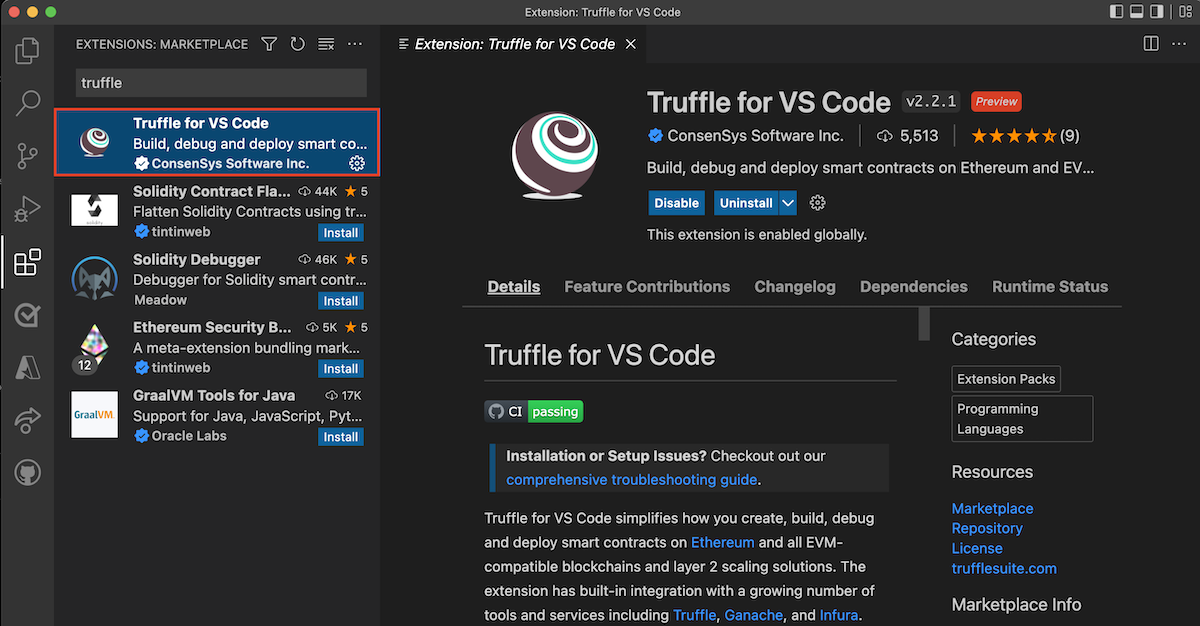 Extension: Truffle for VS Code
EXTENSIONS: MARKETPLACE
truffle
Truffle for VS Code
Build, debug and deploy smart co...
ConsenSys Software Inc.
Solidity Contract Fla... 44K 5
Flatten Solidity Contracts using tr...
tintinweb Install
Solidity Debugger 46K 5
Debugger for Solidity smart contr...
Meadow Install
Ethereum Security B... 5K 5
A meta-extension bundling mark...
12
tintinweb Install
GraalVM Tools for Java 17K
Support for Java, JavaScript, Pyt...
GraalVM
Oracle Labs Install
Extension: Truffle for VS Code
Truffle for VS Code v2.2.1 Preview
ConsenSys Software Inc. 5,513 (9)
Build, debug and deploy smart contracts on Ethereum and EV...
Disable Uninstall
This extension is enabled globally.
Details Feature Contributions Changelog Dependencies Runtime Status
Truffle for VS Code
CI passing
Installation or Setup Issues? Checkout out our
comprehensive troubleshooting guide.
Truffle for VS Code simplifies how you create, build, debug
and deploy smart contracts on Ethereum and all EVM-
compatible blockchains and layer 2 scaling solutions. The
extension has built-in integration with a growing number of
tools and services including Truffle, Ganache, and Infura.
Categories
Extension Packs
Programming
Languages
Resources
Marketplace
Repository
License
trufflesuite.com
Marketplace Info